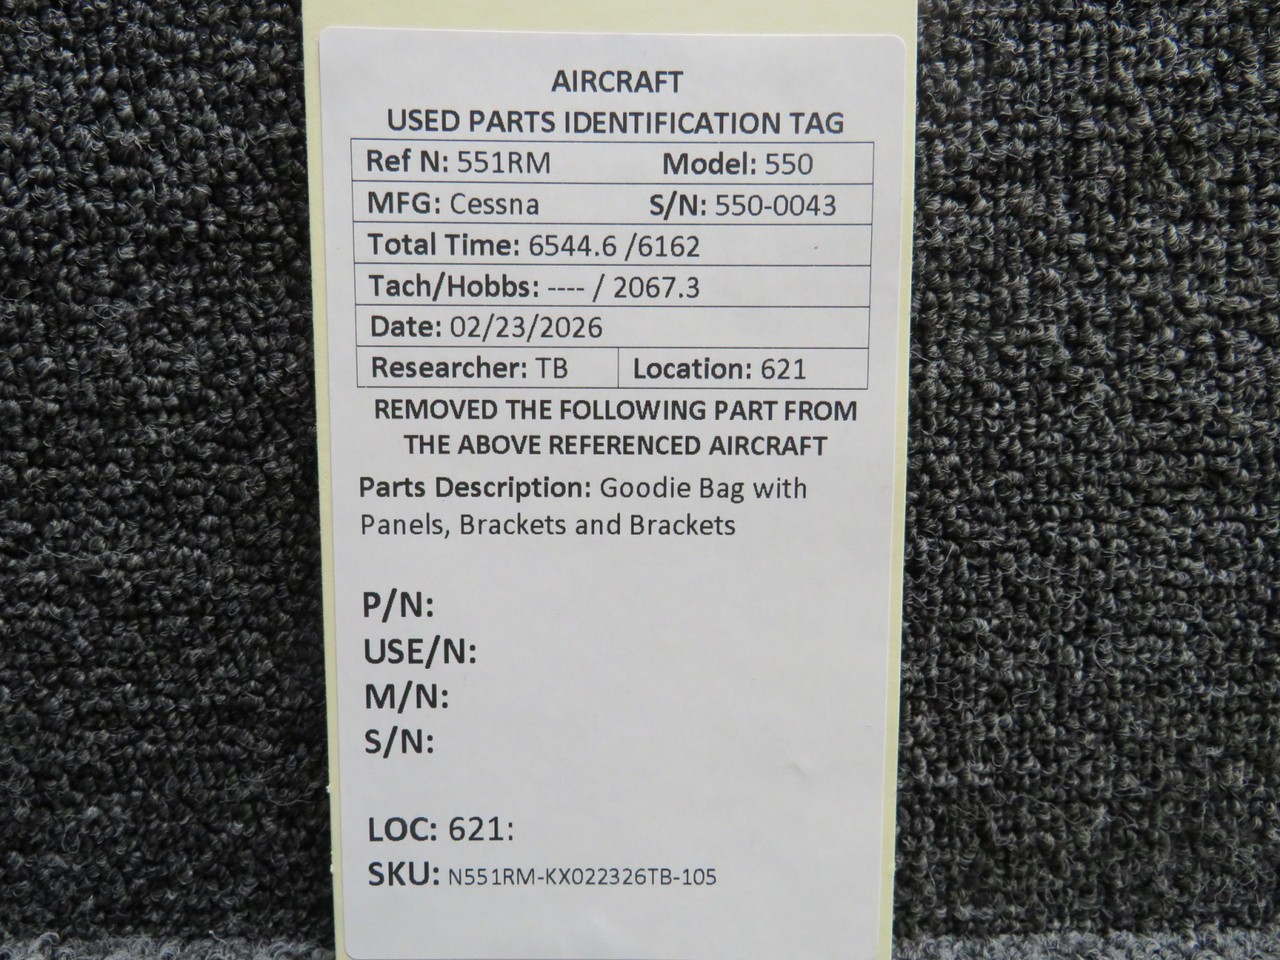 AIRCRAFT
USED PARTS IDENTIFICATION TAG
Ref N: 551RM Model: 550
MFG: Cessna S/N: 550-0043
Total Time: 6544.6 /6162
Tach/Hobbs: ---- / 2067.3
Date: 02/23/2026
Researcher: TB Location: 621
REMOVED THE FOLLOWING PART FROM
THE ABOVE REFERENCED AIRCRAFT
Parts Description: Goodie Bag with
Panels, Brackets and Brackets
P/N:
USE/N:
M/N:
S/N:
LOC: 621:
SKU: N551RM-KX022326TB-105